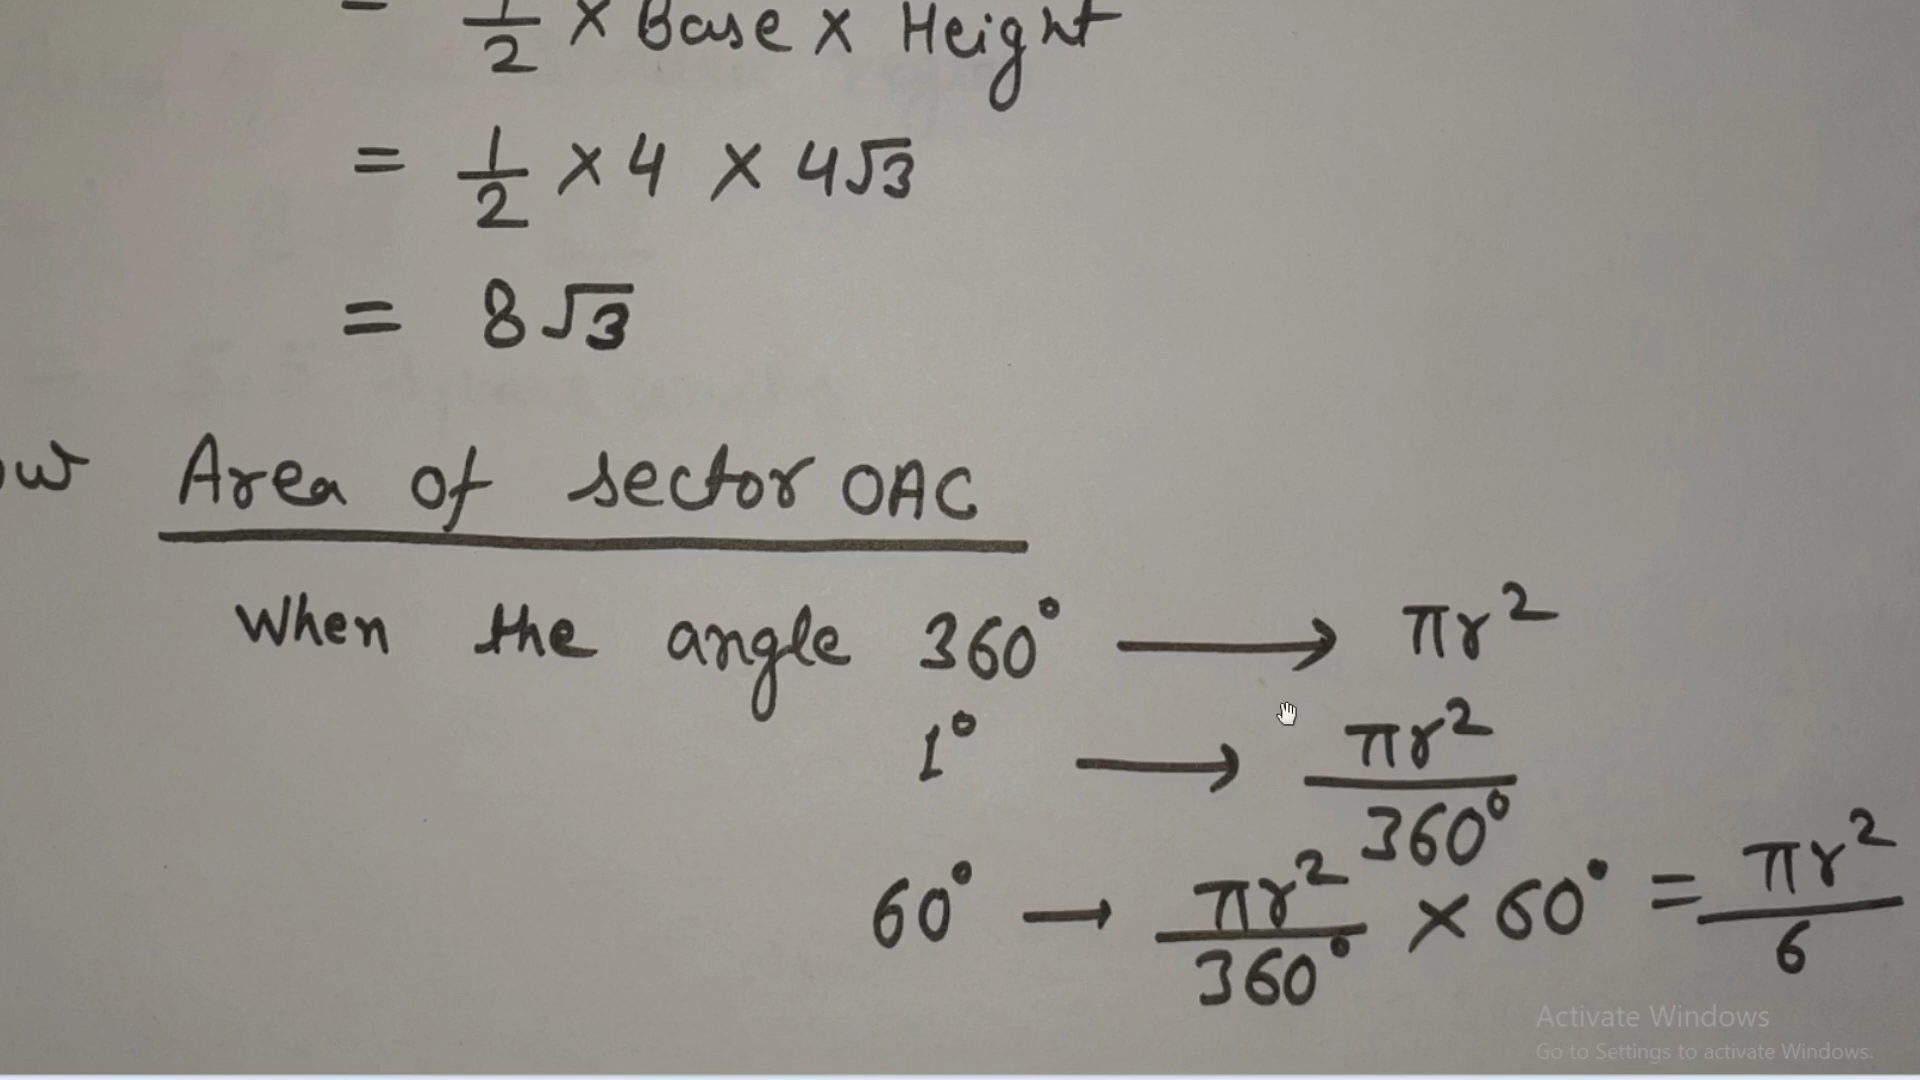 = 1/2 × Base × Height
= 1/2 × 4 × 4√3
= 8√3
Area of sector OAC
When the angle 360° → πr²
1° → πr²/360°
60° → πr²/360° × 60° = πr²/6
Activate Windows
Go to Settings to activate Windows.